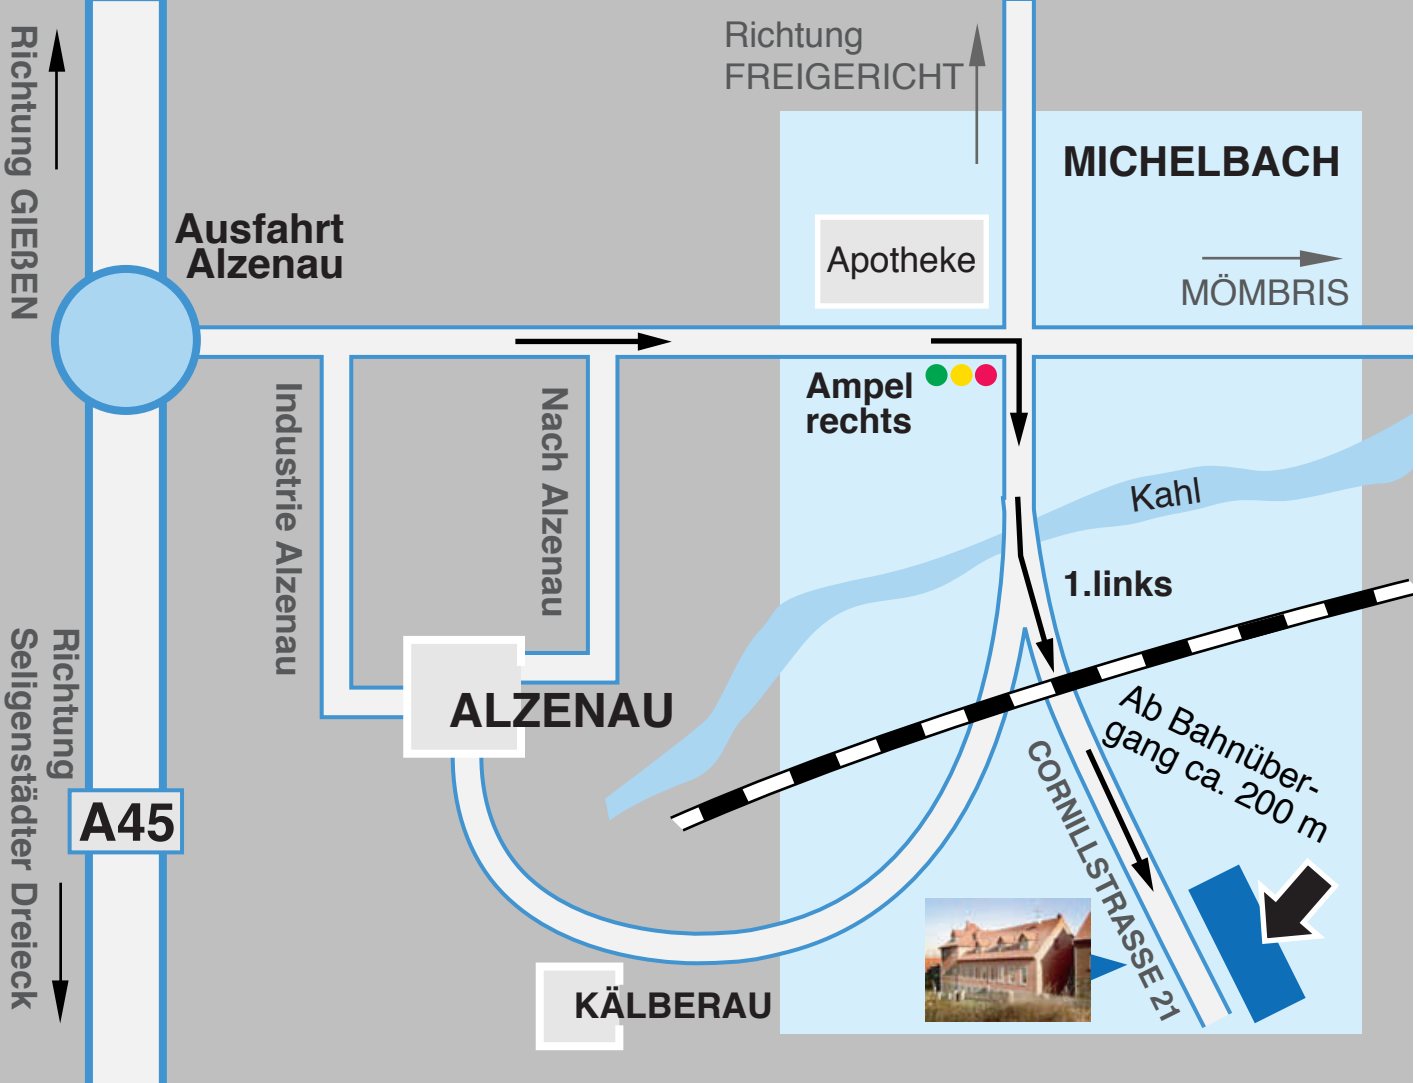 Richtung GIEßEN
Ausfahrt
Alzenau
Richtung
FREIGERICHT
MICHELBACH
Apotheke
MÖMBRIS
Ampel
rechts
Industrie Alzenau
Nach Alzenau
Kahl
1.links
ALZENAU
Richtung
Seligenstädter Dreieck
A45
Ab Bahnüber-
gang ca. 200 m
CORNILLSTRASSE 21
KÄLBERAU